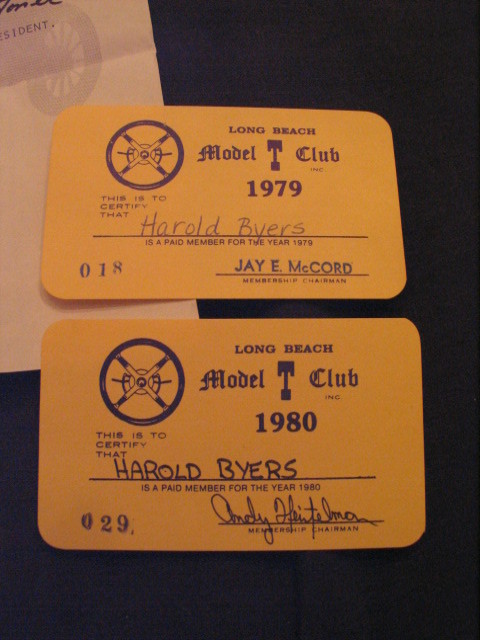 ESIDENT.
LONG BEACH
Model T Club
INC
1979
THIS IS TO
CERTIFY
THAT
Harold Byers
IS A PAID MEMBER FOR THE YEAR 1979
018
JAY E. McCORD
MEMBERSHIP CHAIRMAN
LONG BEACH
Model T Club
INC
1980
THIS IS TO
CERTIFY
THAT
HAROLD BYERS
IS A PAID MEMBER FOR THE YEAR 1980
029
Andy
MEMBERSHIP CHAIRMAN